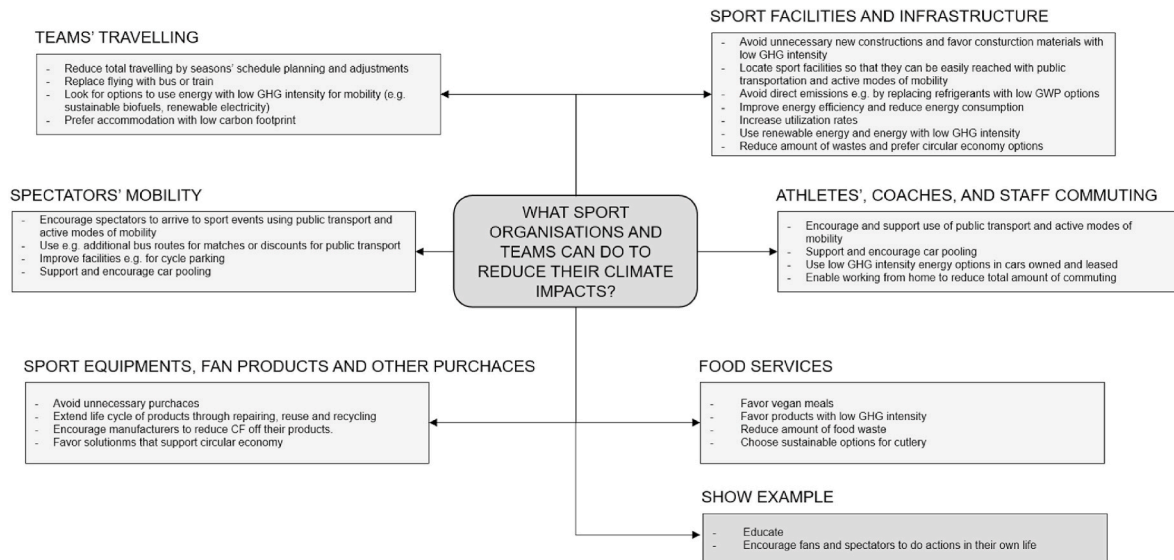 TEAMS' TRAVELLING
- Reduce total travelling by seasons' schedule planning and adjustments
- Replace flying with bus or train
- Look for options to use energy with low GHG intensity for mobility (e.g.
sustainable biofuels, renewable electricity)
- Prefer accommodation with low carbon footprint
SPORT FACILITIES AND INFRASTRUCTURE
- Avoid unnecessary new constructions and favor consturction materials with
low GHG intensity
- Locate sport facilities so that they can be easily reached with public
transportation and active modes of mobility
- Avoid direct emissions e.g. by replacing refrigerants with low GWP options
- Improve energy efficiency and reduce energy consumption
- Increase utilization rates
- Use renewable energy and energy with low GHG intensity
- Reduce amount of wastes and prefer circular economy options
SPECTATORS' MOBILITY
- Encourage spectators to arrive to sport events using public transport and
active modes of mobility
- Use e.g. additional bus routes for matches or discounts for public transport
- Improve facilities e.g. for cycle parking
- Support and encourage car pooling
WHAT SPORT
ORGANISATIONS AND
TEAMS CAN DO TO
REDUCE THEIR CLIMATE
IMPACTS?
ATHLETES', COACHES, AND STAFF COMMUTING
- Encourage and support use of public transport and active modes of
mobility
- Support and encourage car pooling
- Use low GHG intensity energy options in cars owned and leased
- Enable working from home to reduce total amount of commuting
SPORT EQUIPMENTS, FAN PRODUCTS AND OTHER PURCHACES
- Avoid unnecessary purchaces
- Extend life cycle of products through repairing, reuse and recycling
- Encourage manufacturers to reduce CF off their products.
- Favor solutionms that support circular economy
FOOD SERVICES
- Favor vegan meals
- Favor products with low GHG intensity
- Reduce amount of food waste
- Choose sustainable options for cutlery
SHOW EXAMPLE
- Educate
- Encourage fans and spectators to do actions in their own life